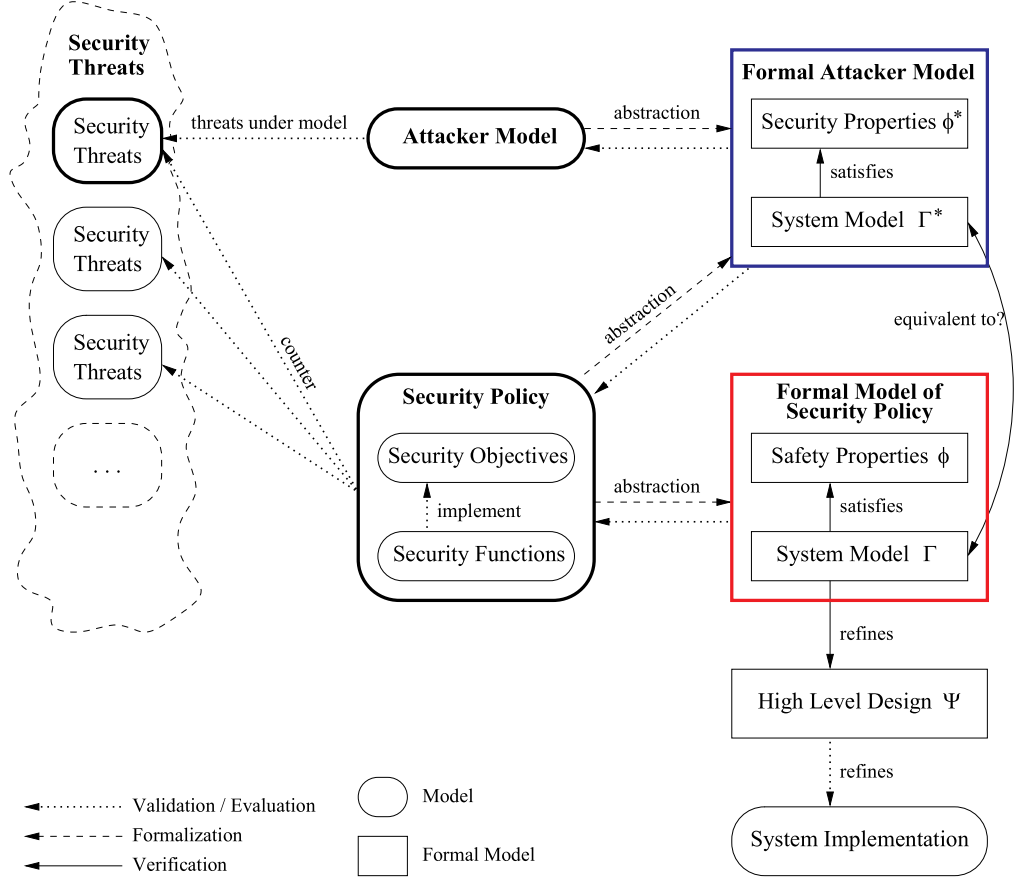 Security
Threats
Security
Threats
Security
Threats
Security
Threats
. . .
threats under model
Attacker Model
abstraction
Formal Attacker Model
Security Properties ϕ*
satisfies
System Model Γ*
equivalent to?
abstraction
counter
Security Policy
Security Objectives
implement
Security Functions
abstraction
Formal Model of
Security Policy
Safety Properties ϕ
satisfies
System Model Γ
refines
High Level Design Ψ
refines
System Implementation
Validation / Evaluation
Formalization
Verification
Model
Formal Model